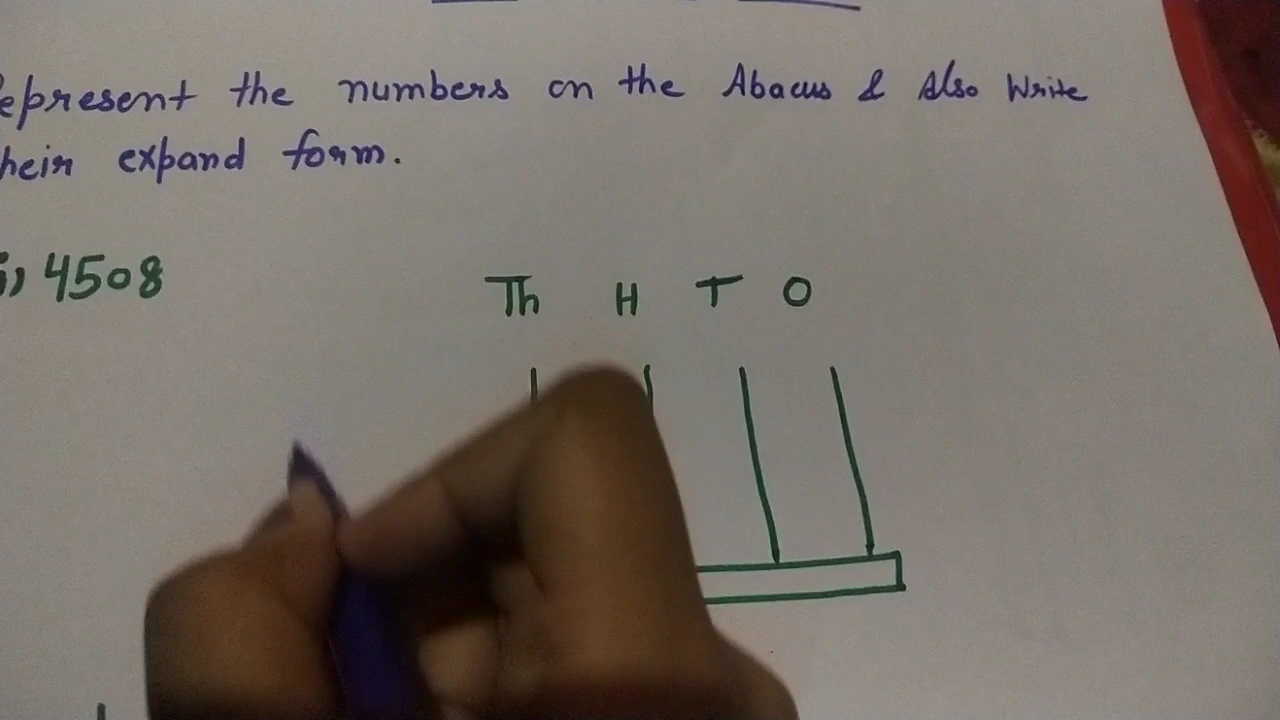 epresent the numbers on the Abacus & Also Write
heir expand form.
i) 4508
Th H T O